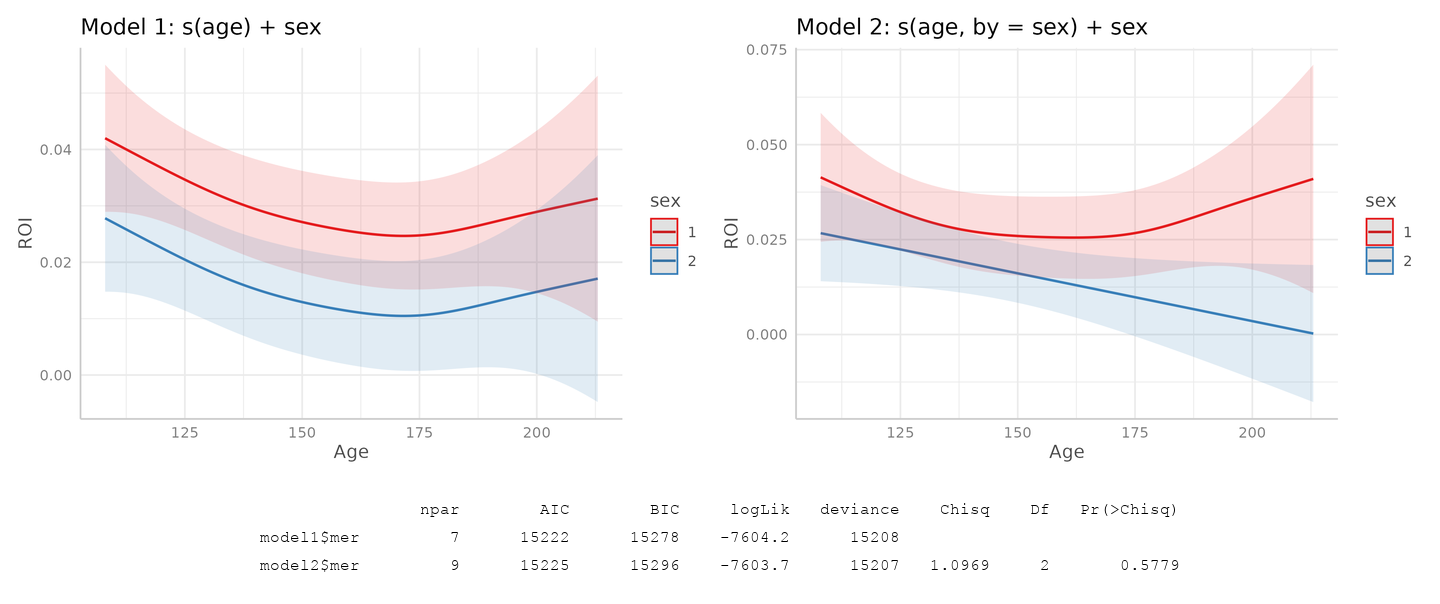 Model 1: s(age) + sex
0.04
0.02
0.00
ROI
125 150 175 200
Age
sex
1
2
Model 2: s(age, by = sex) + sex
0.075
0.050
0.025
0.000
ROI
125 150 175 200
Age
sex
1
2
npar AIC BIC logLik deviance Chisq Df Pr(>Chisq)
model1$mer 7 15222 15278 -7604.2 15208
model2$mer 9 15225 15296 -7603.7 15207 1.0969 2 0.5779